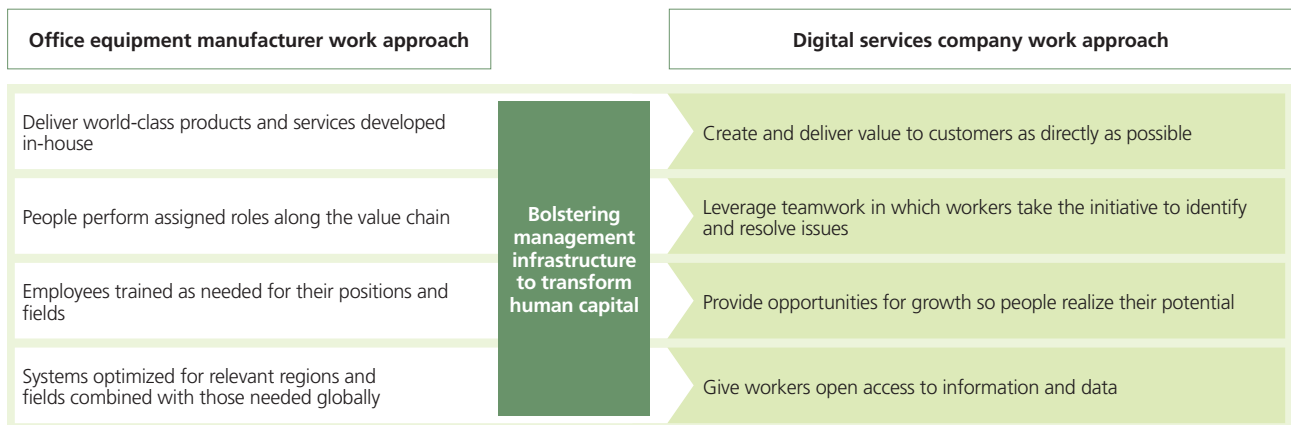 Office equipment manufacturer work approach
Digital services company work approach
Deliver world-class products and services developed
in-house
Create and deliver value to customers as directly as possible
People perform assigned roles along the value chain
Leverage teamwork in which workers take the initiative to identify
and resolve issues
Bolstering
management
infrastructure
to transform
human capital
Employees trained as needed for their positions and
fields
Provide opportunities for growth so people realize their potential
Systems optimized for relevant regions and
fields combined with those needed globally
Give workers open access to information and data